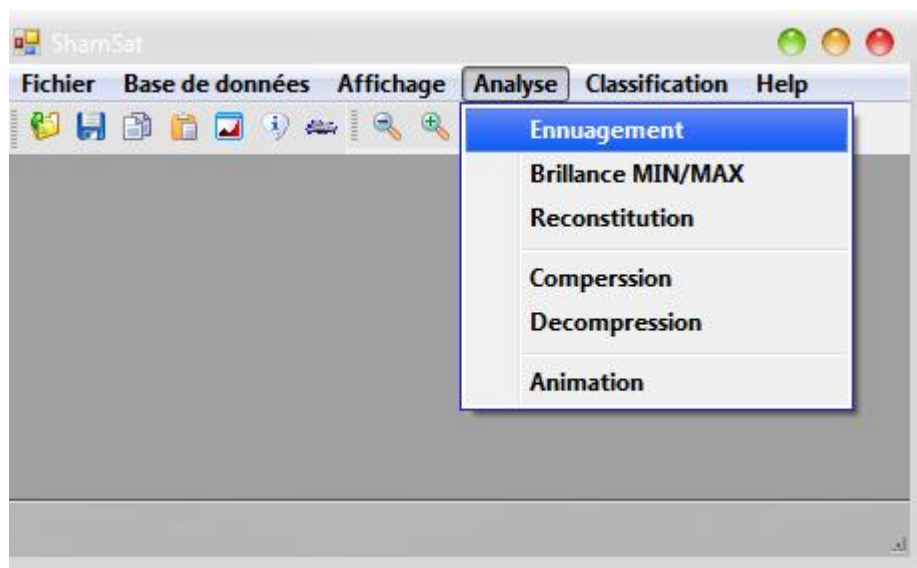 ShamSat
Fichier Base de données Affichage Analyse Classification Help
Ennuagement
Brillance MIN/MAX
Reconstitution
Comperssion
Decompression
Animation